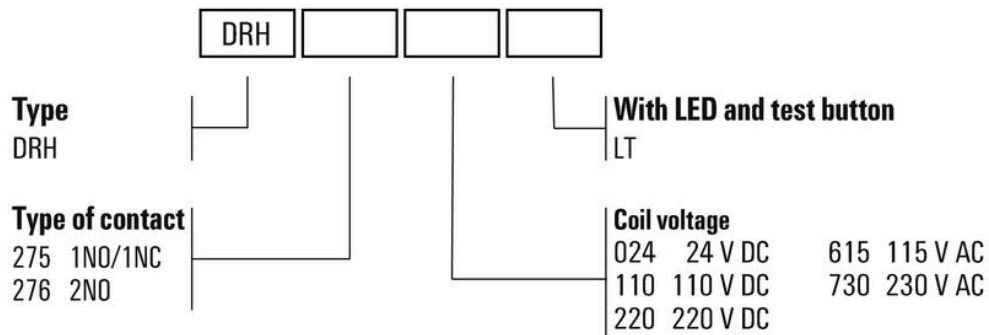 DRH
Type
DRH
With LED and test button
LT
Type of contact
275 1NO/1NC
276 2NO
Coil voltage
024 24 V DC 615 115 V AC
110 110 V DC 730 230 V AC
220 220 V DC